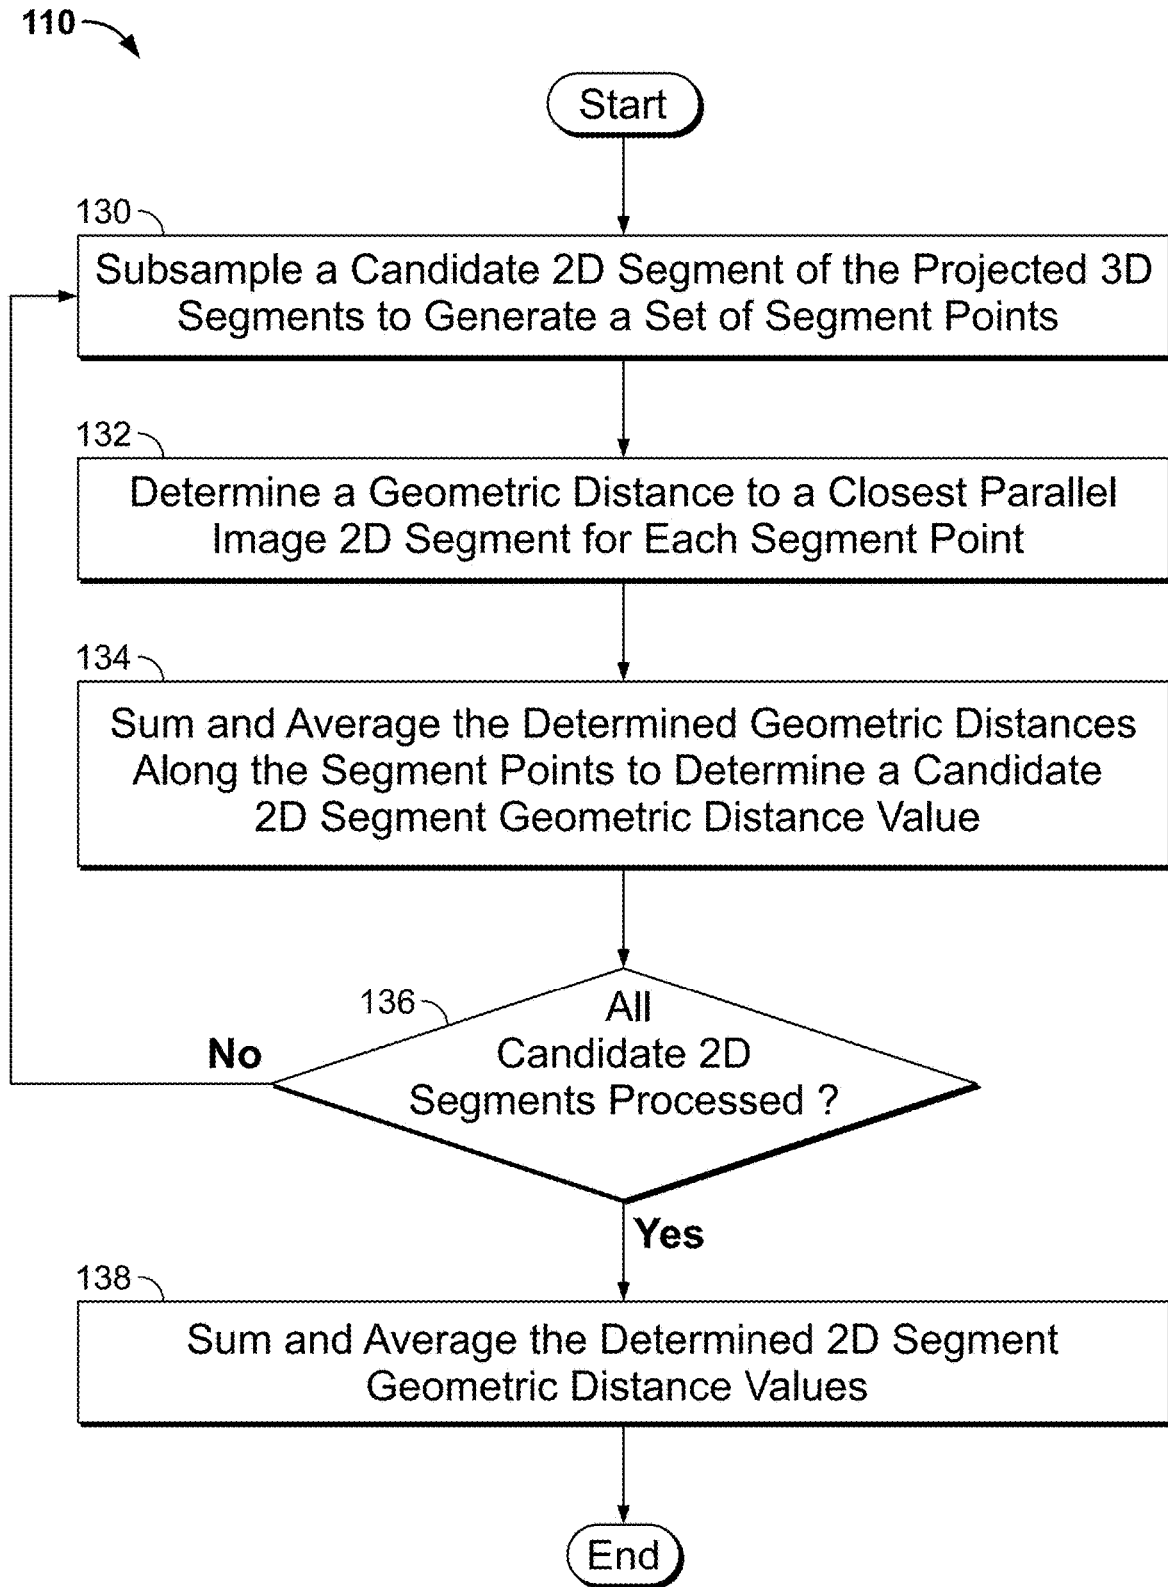 110
Start
130
Subsample a Candidate 2D Segment of the Projected 3D
Segments to Generate a Set of Segment Points
132
Determine a Geometric Distance to a Closest Parallel
Image 2D Segment for Each Segment Point
134
Sum and Average the Determined Geometric Distances
Along the Segment Points to Determine a Candidate
2D Segment Geometric Distance Value
136
All
Candidate 2D
Segments Processed ?
No
Yes
138
Sum and Average the Determined 2D Segment
Geometric Distance Values
End